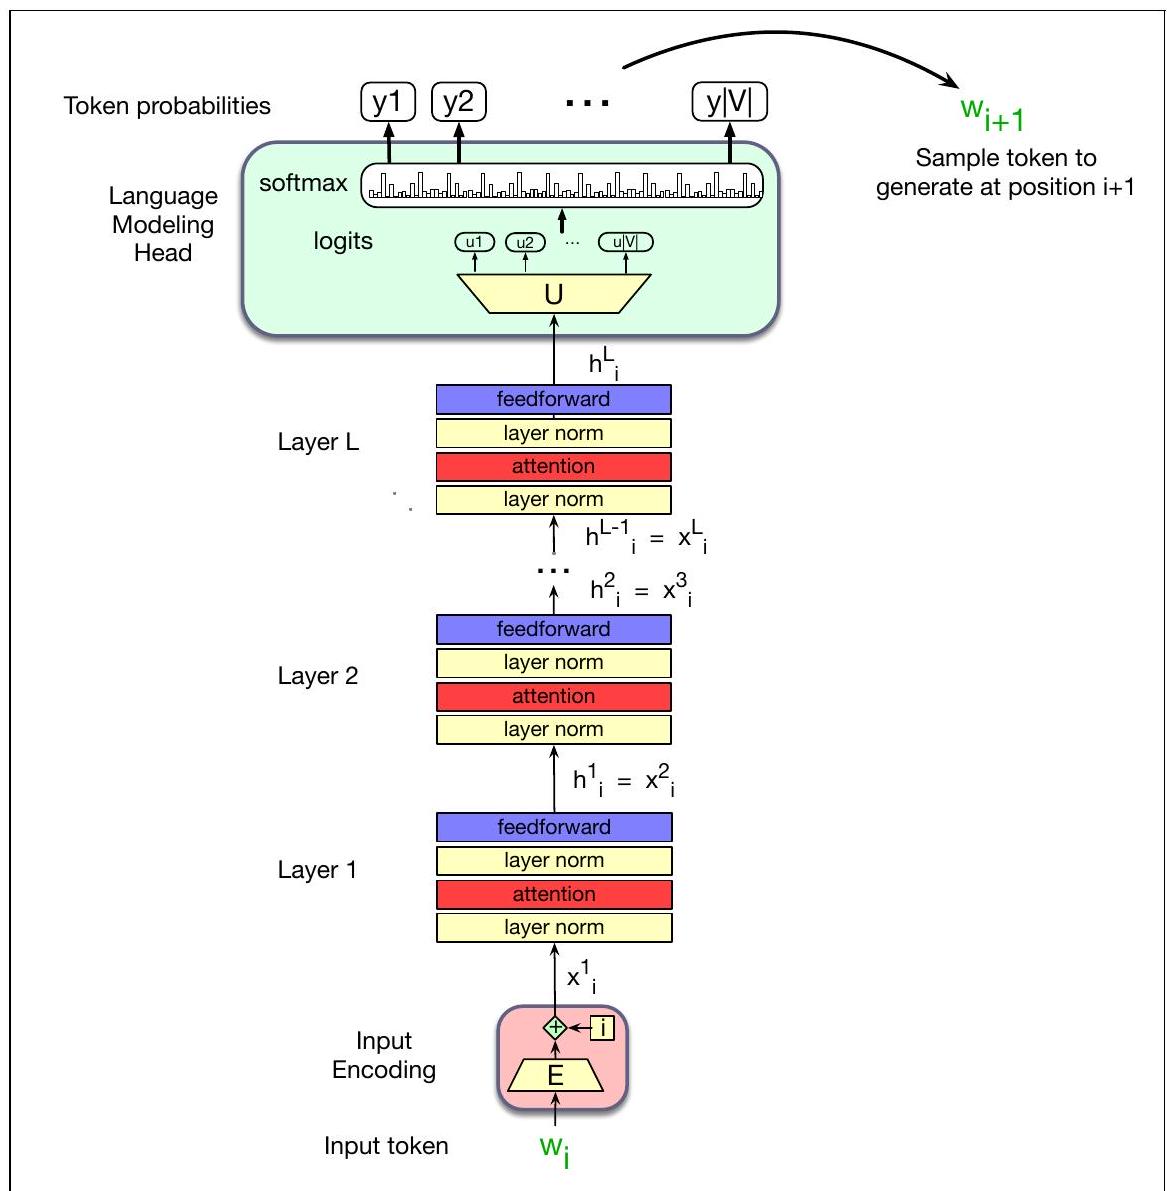 Token probabilities y1 y2 ... y|V|
w_{i+1}
Sample token to
generate at position i+1
Language
Modeling
Head
softmax
logits
u1 u2 ... u|V|
U
h^L_i
Layer L
feedforward
layer norm
attention
layer norm
h^{L-1}_i = x^L_i
...
h^2_i = x^3_i
Layer 2
feedforward
layer norm
attention
layer norm
h^1_i = x^2_i
Layer 1
feedforward
layer norm
attention
layer norm
x^1_i
Input
Encoding
+ i
E
Input token w_i